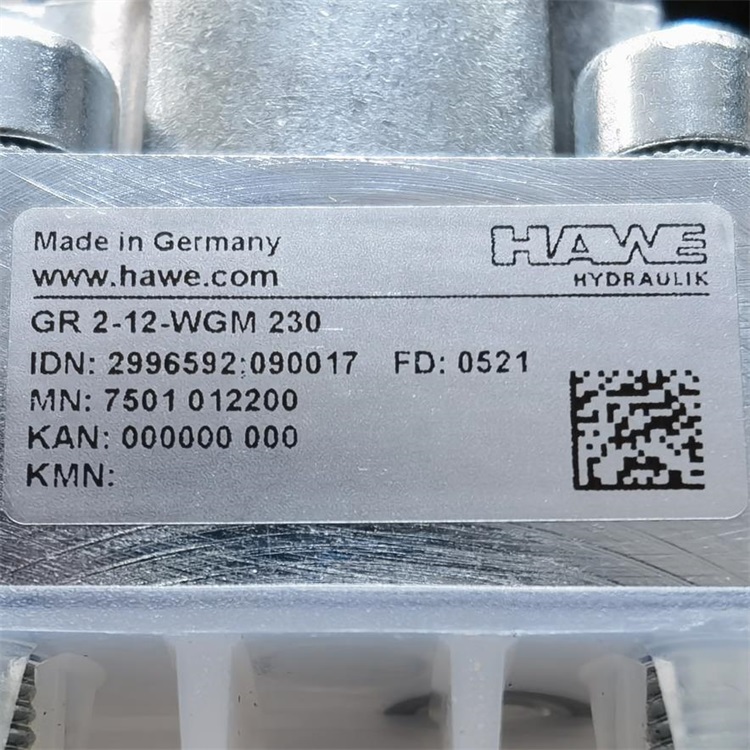 Made in Germany
www.hawe.com
HAWE
HYDRAULIK
GR 2-12-WGM 230
IDN: 2996592:090017 FD: 0521
MN: 7501 012200
KAN: 000000 000
KMN: